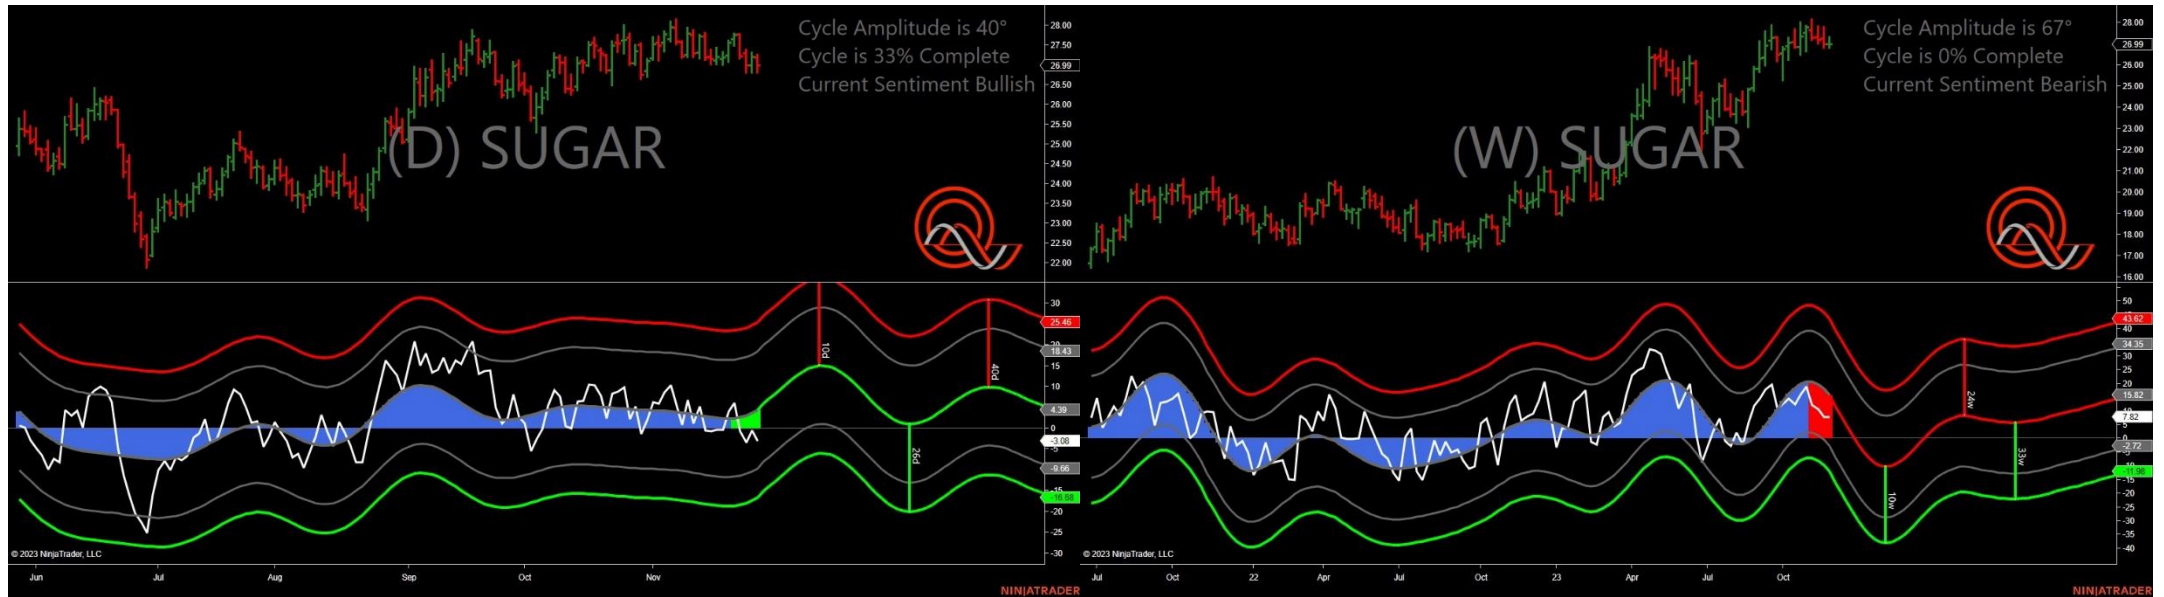 Cycle Amplitude is 40°
Cycle is 33% Complete
Current Sentiment Bullish
(D) SUGAR
28.00
27.50
26.99
26.50
26.00
25.50
25.00
24.50
24.00
23.50
23.00
22.50
22.00
30
25.46
18.43
15
10
4.39
0
-3.08
-5
-9.66
-15
-16.68
-25
-30
10d
26d
40d
© 2023 NinjaTrader, LLC
Jun
Jul
Aug
Sep
Oct
Nov
NINJATRADER
Cycle Amplitude is 67°
Cycle is 0% Complete
Current Sentiment Bearish
(W) SUGAR
28.00
26.99
26.00
25.00
24.00
23.00
22.00
21.00
20.00
19.00
18.00
17.00
16.00
50
43.62
40
34.35
30
25
20
15.82
7.82
5
0
-2.72
-11.98
-15
-20
-25
-30
-35
-40
10w
24w
33w
© 2023 NinjaTrader, LLC
Jul
Oct
22
Apr
Jul
Oct
23
Apr
Jul
Oct
NINJATRADER